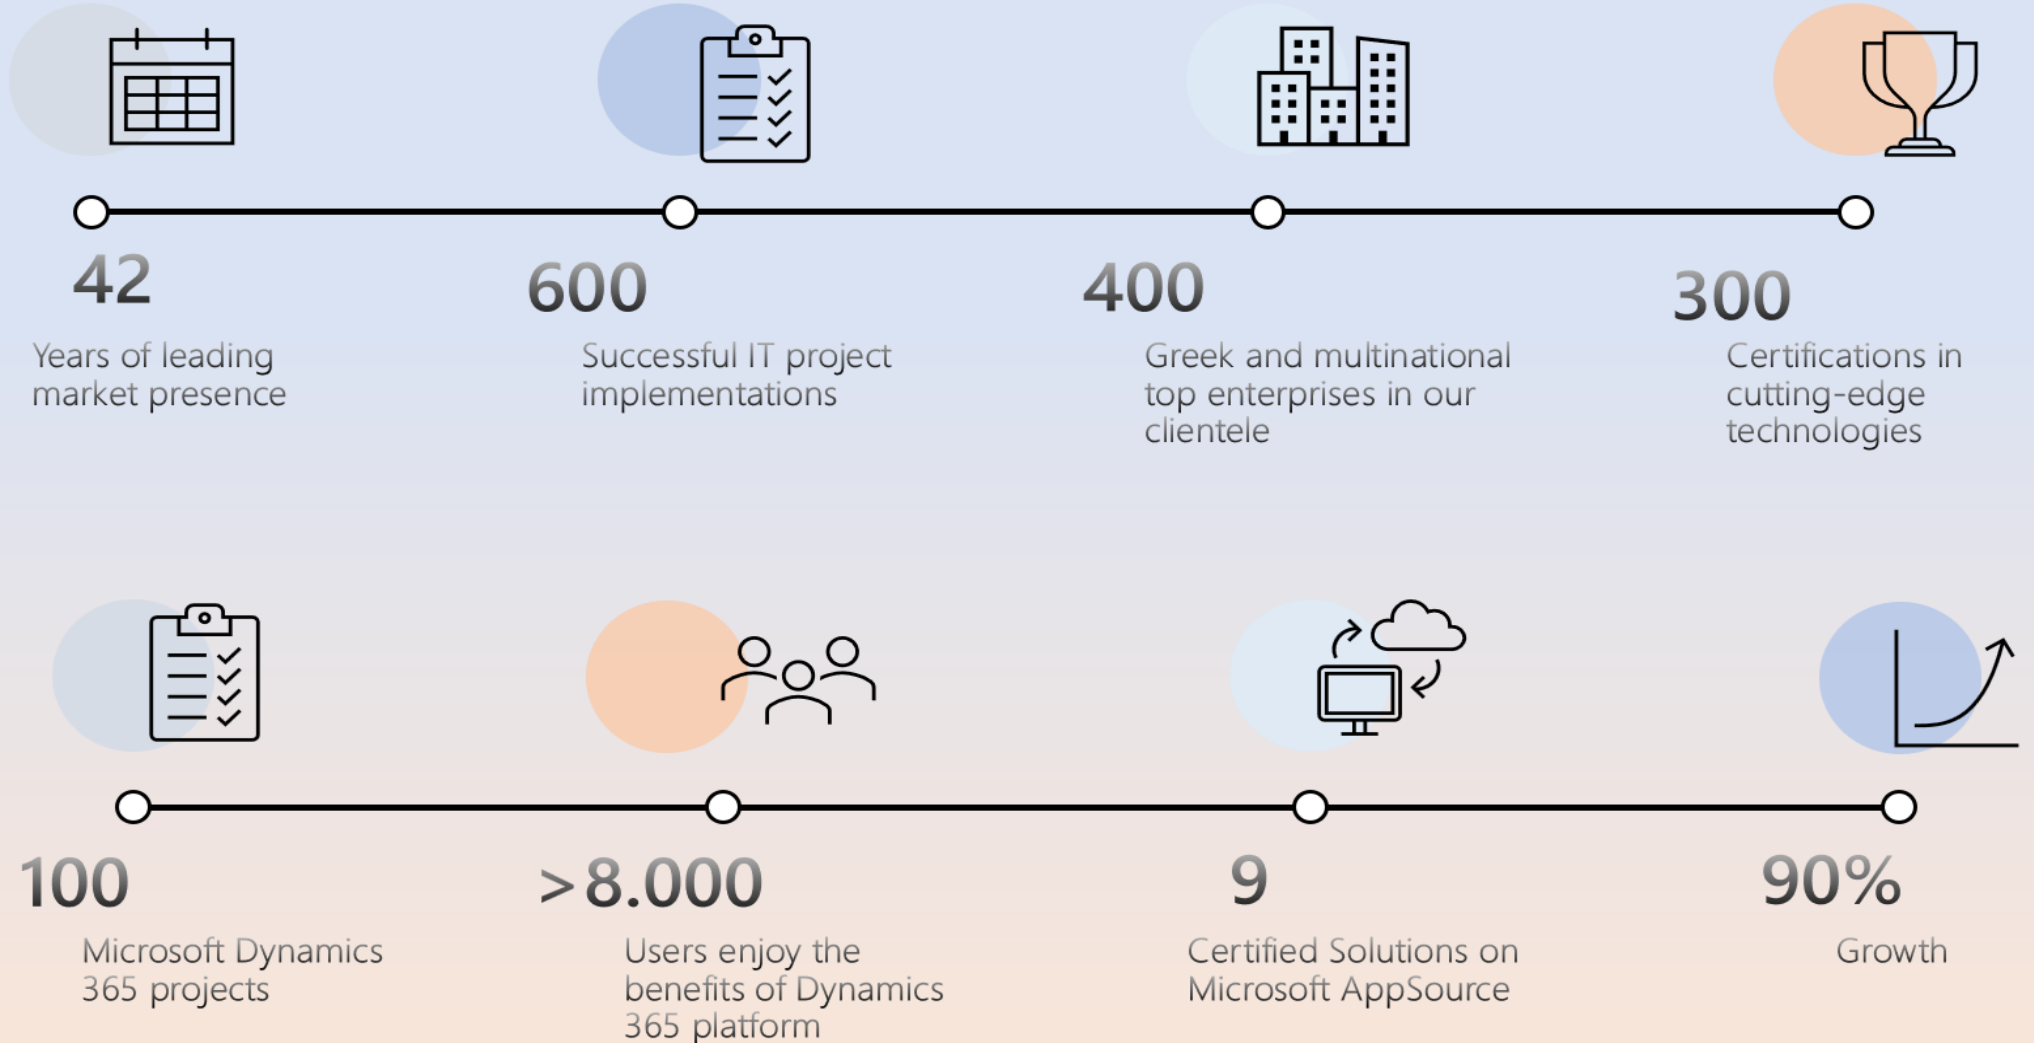 42
Years of leading
market presence
600
Successful IT project
implementations
400
Greek and multinational
top enterprises in our
clientele
300
Certifications in
cutting-edge
technologies
100
Microsoft Dynamics
365 projects
>8.000
Users enjoy the
benefits of Dynamics
365 platform
9
Certified Solutions on
Microsoft AppSource
90%
Growth